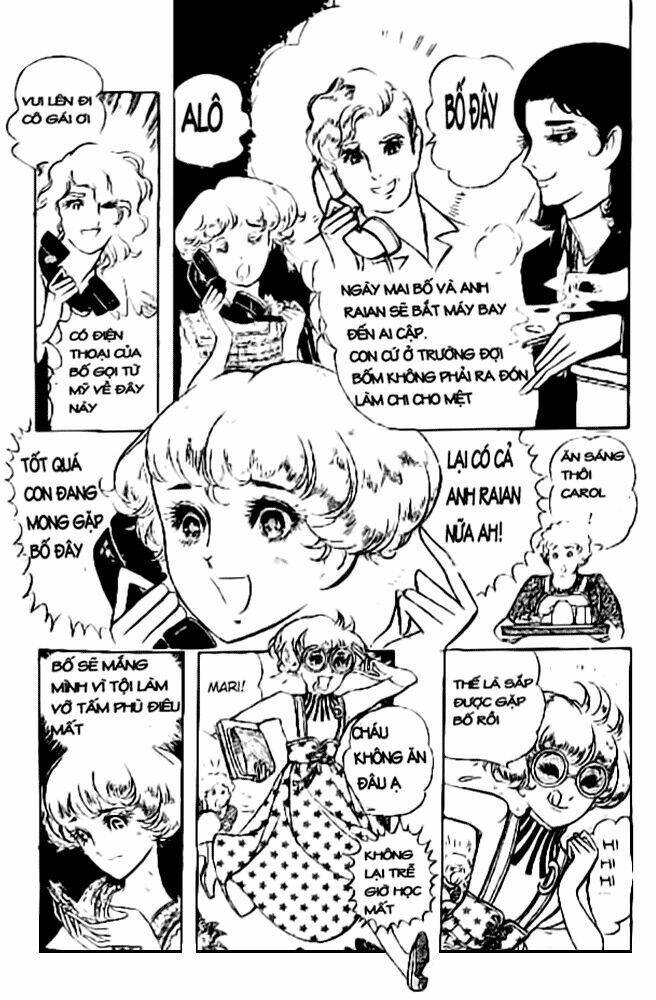 VUI LÊN ĐI
CÔ GÁI ƠI
ALÔ
BỐ ĐÂY
CÓ ĐIỆN
THOẠI CỦA
BỐ GỌI TỪ
MỸ VỀ ĐÂY
NÀY
NGÀY MAI BỐ VÀ ANH
RAIAN SẼ BẮT MÁY BAY
ĐẾN AI CẬP.
CON CỨ Ở TRƯỜNG ĐỢI
BỐM KHÔNG PHẢI RA ĐÓN
LÀM CHI CHO MỆT
TỐT QUÁ
CON ĐANG
MONG GẶP
BỐ ĐÂY
LẠI CÓ CẢ
ANH RAIAN
NỮA AH!
ĂN SÁNG
THÔI
CAROL
BỐ SẼ MẮNG
MÌNH VÌ TỘI LÀM
VỠ TẤM PHÙ ĐIÊU
MẤT
MARI!
CHÁU
KHÔNG ĂN
ĐÂU Ạ
KHÔNG
LẠI TRỄ
GIỜ HỌC
MẤT
THẾ LÀ SẮP
ĐƯỢC GẶP
BỐ RỒI
HI
HI
HI